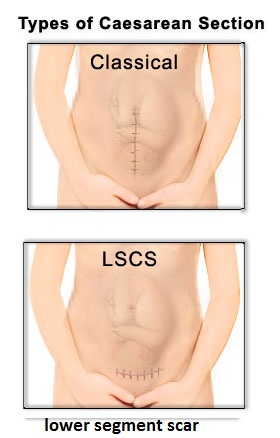 Types of Caesarean Section
Classical
LSCS
lower segment scar